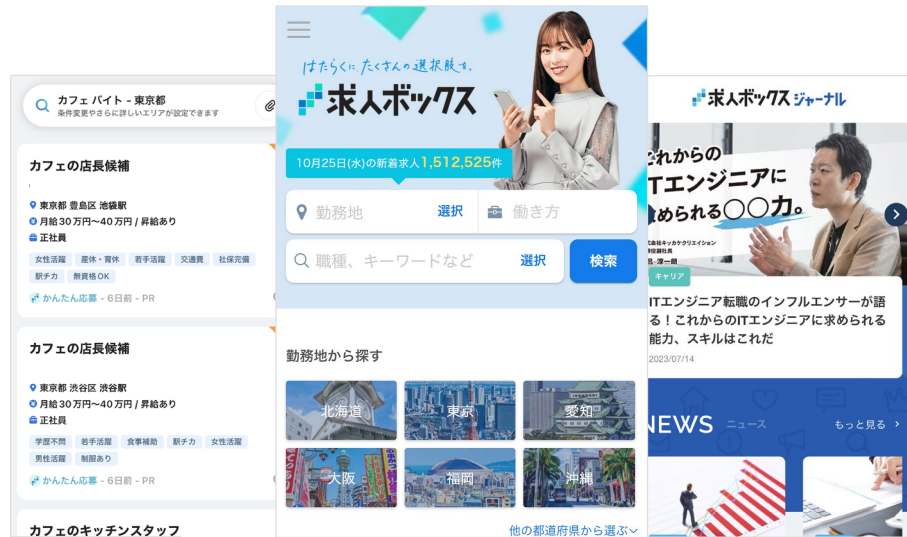 カフェ バイト - 東京都
条件変更やさらに詳しいエリアが設定できます
カフェの店長候補
東京都 豊島区 池袋駅
月給30万円〜40万円 / 昇給あり
正社員
女性活躍 産休・育休 若手活躍 交通費 社保完備
駅チカ 無資格OK
かんたん応募 - 6日前 - PR
カフェの店長候補
東京都 渋谷区 渋谷駅
月給30万円〜40万円 / 昇給あり
正社員
学歴不問 若手活躍 食事補助 駅チカ 女性活躍
男性活躍 制服あり
かんたん応募 - 6日前 - PR
カフェのキッチンスタッフ
はたらくに、たくさんの選択肢を。
求人ボックス
10月25日(水)の新着求人1,512,525件
勤務地 選択 働き方
職種、キーワードなど 選択 検索
勤務地から探す
北海道 東京 愛知
大阪 福岡 沖縄
他の都道府県から選ぶ
求人ボックス ジャーナル
これからの
ITエンジニアに
められる〇〇力。
キャリア
ITエンジニア転職のインフルエンサーが語
る！これからのITエンジニアに求められる
能力、スキルはこれだ
2023/07/14
NEWS ニュース もっと見る